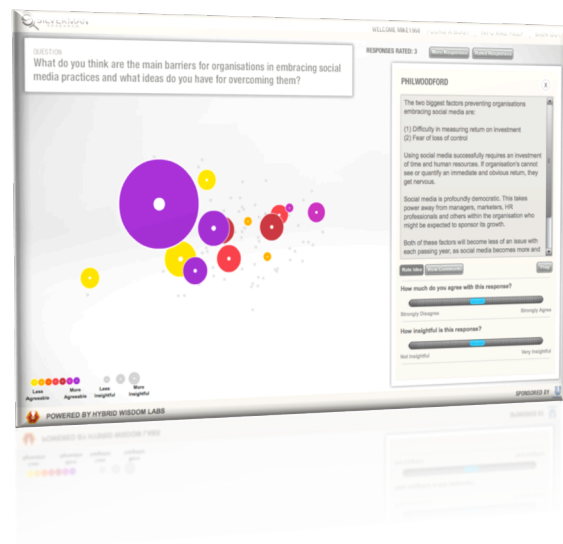 SILVERMAN
RESEARCH
RESPONSES RATED: 3
QUESTION
What do you think are the main barriers for organisations in embracing social
media practices and what ideas do you have for overcoming them?
PHILWOODFORD
X
The two biggest factors preventing organisations
embracing social media are:
(1) Difficulty in measuring return on investment
(2) Fear of loss of control
Using social media successfully requires an investment
of time and human resources. If organisation's cannot
see or quantify an immediate and obvious return, they
get nervous.
Social media is profoundly democratic. This takes
power away from managers, marketers, HR
professionals and others within the organisation who
might be expected to sponsor its growth.
Both of these factors will become less of an issue with
each passing year, as social media becomes more and
Rate Idea
View Comments
How much do you agree with this response?
Strongly Disagree
Strongly Agree
How insightful is this response?
Not Insightful
Very Insightful
Less
Agreeable
More
Agreeable
Less
Insightful
More
Insightful
SPONSORED BY
POWERED BY HYBRID WISDOM LABS